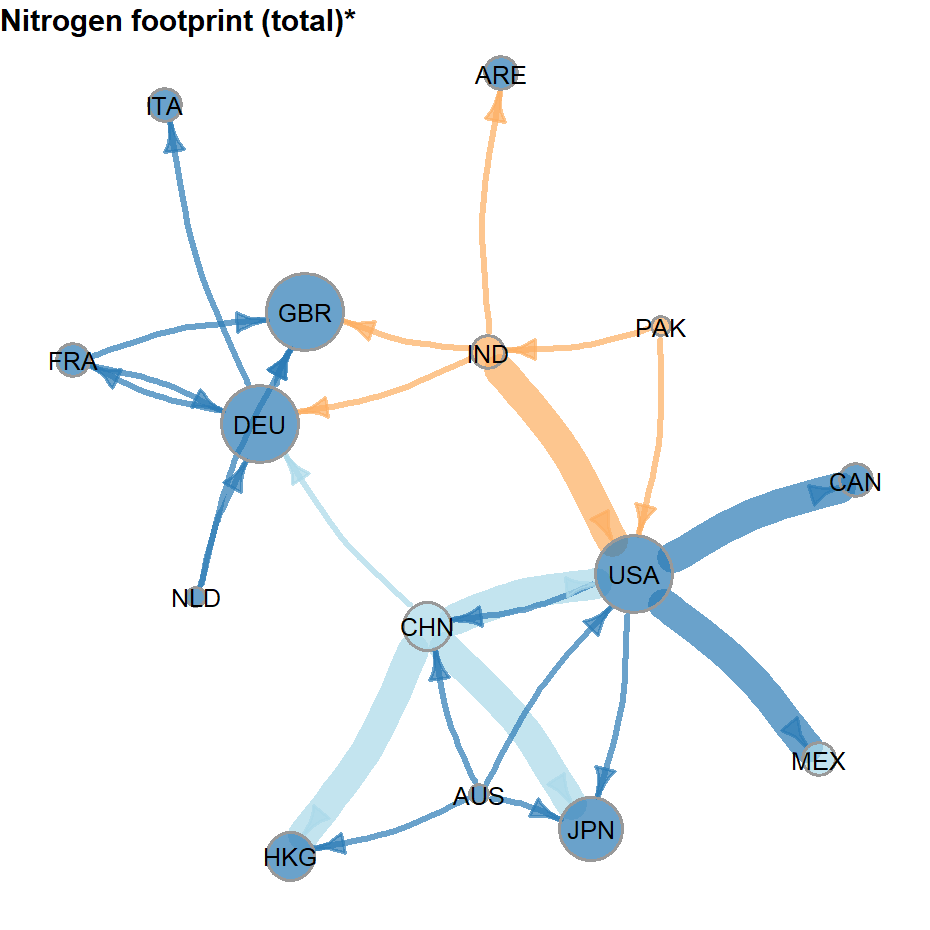 Nitrogen footprint (total)*
ARE
ITA
GBR
PAK
IND
FRA
DEU
CAN
USA
NLD
CHN
MEX
AUS
JPN
HKG